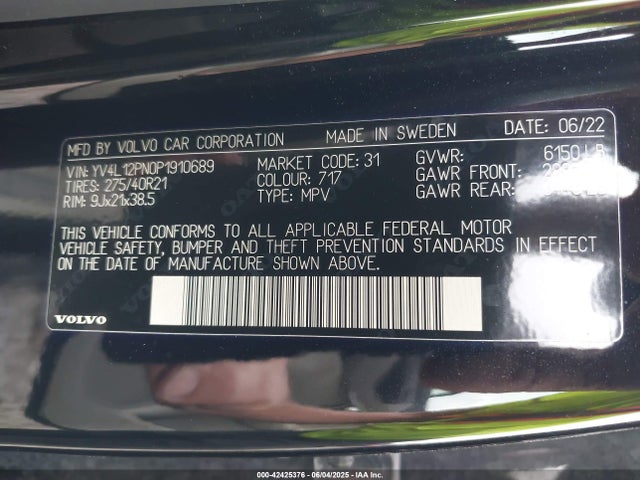 MFD BY VOLVO CAR CORPORATION MADE IN SWEDEN DATE: 06/22
VIN: YV4L12PN0P1910689 MARKET CODE: 31 GVWR: 6150 LB
TIRES: 275/40R21 COLOUR: 717 GAWR FRONT:
RIM: 9Jx21x38.5 TYPE: MPV GAWR REAR:
THIS VEHICLE CONFORMS TO ALL APPLICABLE FEDERAL MOTOR
VEHICLE SAFETY, BUMPER AND THEFT PREVENTION STANDARDS IN EFFECT
ON THE DATE OF MANUFACTURE SHOWN ABOVE.
VOLVO
000-42425376 - 06/04/2025 - IAA Inc.